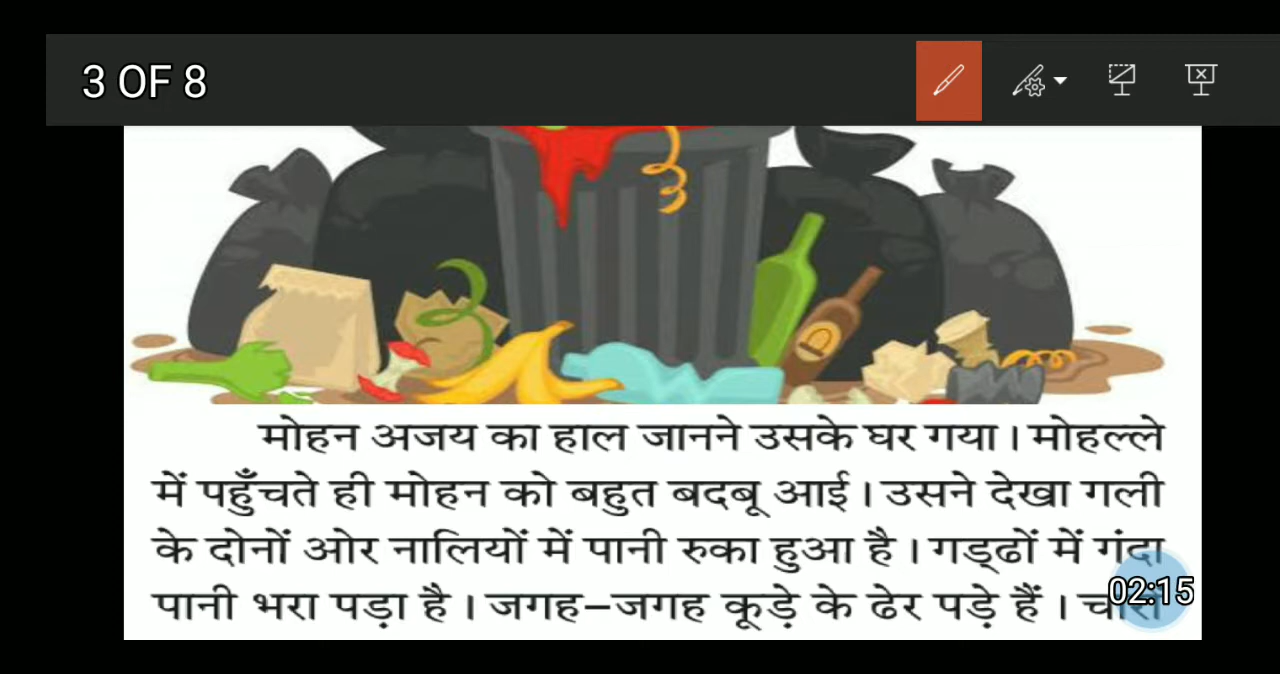 3 OF 8
मोहन अजय का हाल जानने उसके घर गया। मोहल्ले
में पहुँचते ही मोहन को बहुत बदबू आई। उसने देखा गली
के दोनों ओर नालियों में पानी रुका हुआ है। गड्ढों में गंदा
पानी भरा पड़ा है। जगह–जगह कूड़े के ढेर पड़े हैं।
02:15